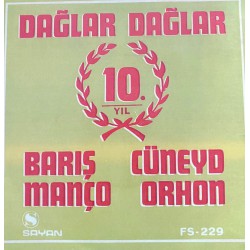 DAĞLAR DAĞLAR
10.
YIL
BARIŞ CÜNEYD
MANÇO ORHON
S
SAYAN FS-229